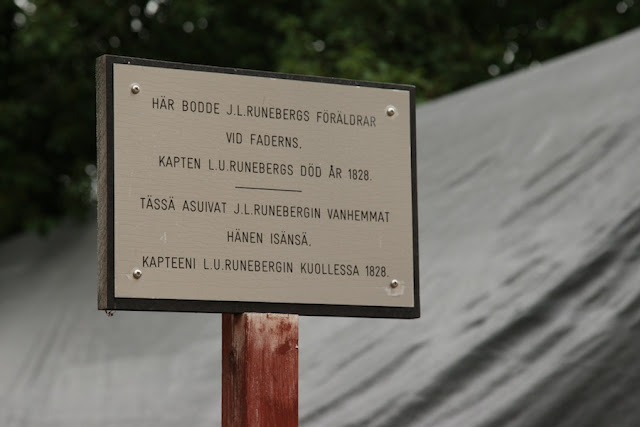 HÄR BODDE J.L.RUNEBERGS FÖRÄLDRAR
VID FADERNS,
KAPTEN L.U.RUNEBERGS DÖD ÅR 1828.
TÄSSÄ ASUIVAT J.L.RUNEBERGIN VANHEMMAT
HÄNEN ISÄNSÄ,
KAPTEENI L.U.RUNEBERGIN KUOLLESSA 1828.